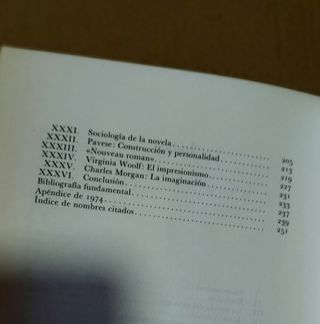 XXXI. Sociología de la novela 205
XXXII. Pavese: Construcción y personalidad 213
XXXIII. «Nouveau roman» 219
XXXIV. Virginia Woolf: El impresionismo 227
XXXV. Charles Morgan: La imaginación 231
XXXVI. Conclusión 233
Bibliografía fundamental 237
Apéndice de 1974 239
Índice de nombres citados 251